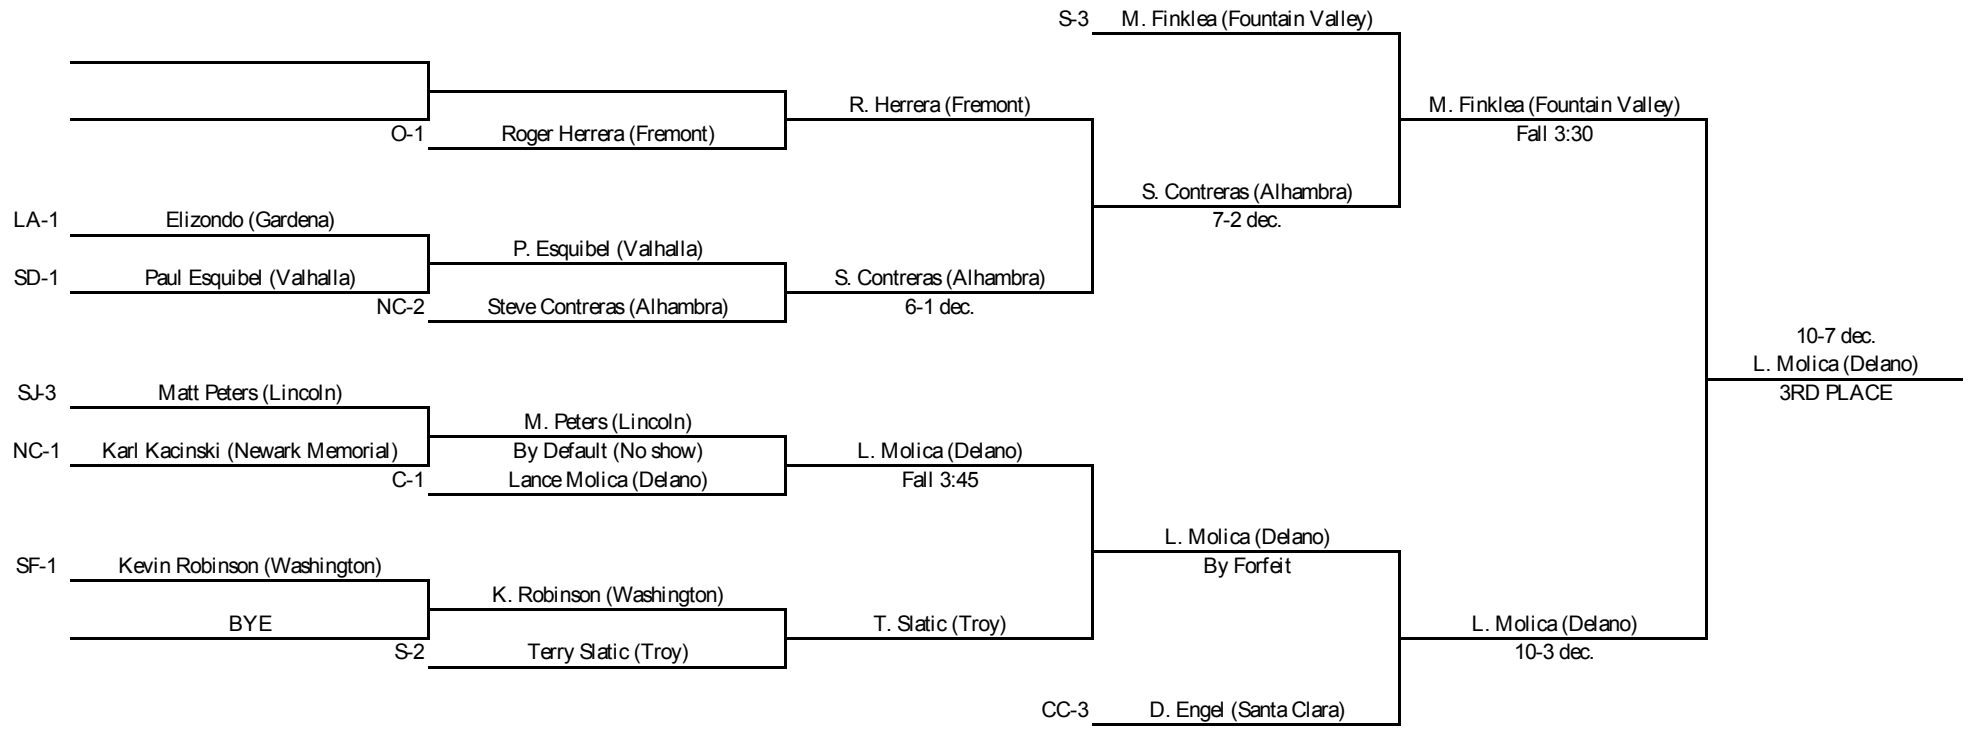 S-3 M. Finklea (Fountain Valley)
R. Herrera (Fremont) M. Finklea (Fountain Valley)
O-1 Roger Herrera (Fremont) Fall 3:30
S. Contreras (Alhambra)
LA-1 Elizondo (Gardena) 7-2 dec.
P. Esquibel (Valhalla)
SD-1 Paul Esquibel (Valhalla) S. Contreras (Alhambra)
NC-2 Steve Contreras (Alhambra) 6-1 dec.
10-7 dec.
L. Molica (Delano)
SJ-3 Matt Peters (Lincoln) 3RD PLACE
M. Peters (Lincoln)
NC-1 Karl Kacinski (Newark Memorial) By Default (No show) L. Molica (Delano)
C-1 Lance Molica (Delano) Fall 3:45
L. Molica (Delano)
SF-1 Kevin Robinson (Washington) By Forfeit
K. Robinson (Washington)
BYE T. Slatic (Troy) L. Molica (Delano)
S-2 Terry Slatic (Troy) 10-3 dec.
CC-3 D. Engel (Santa Clara)